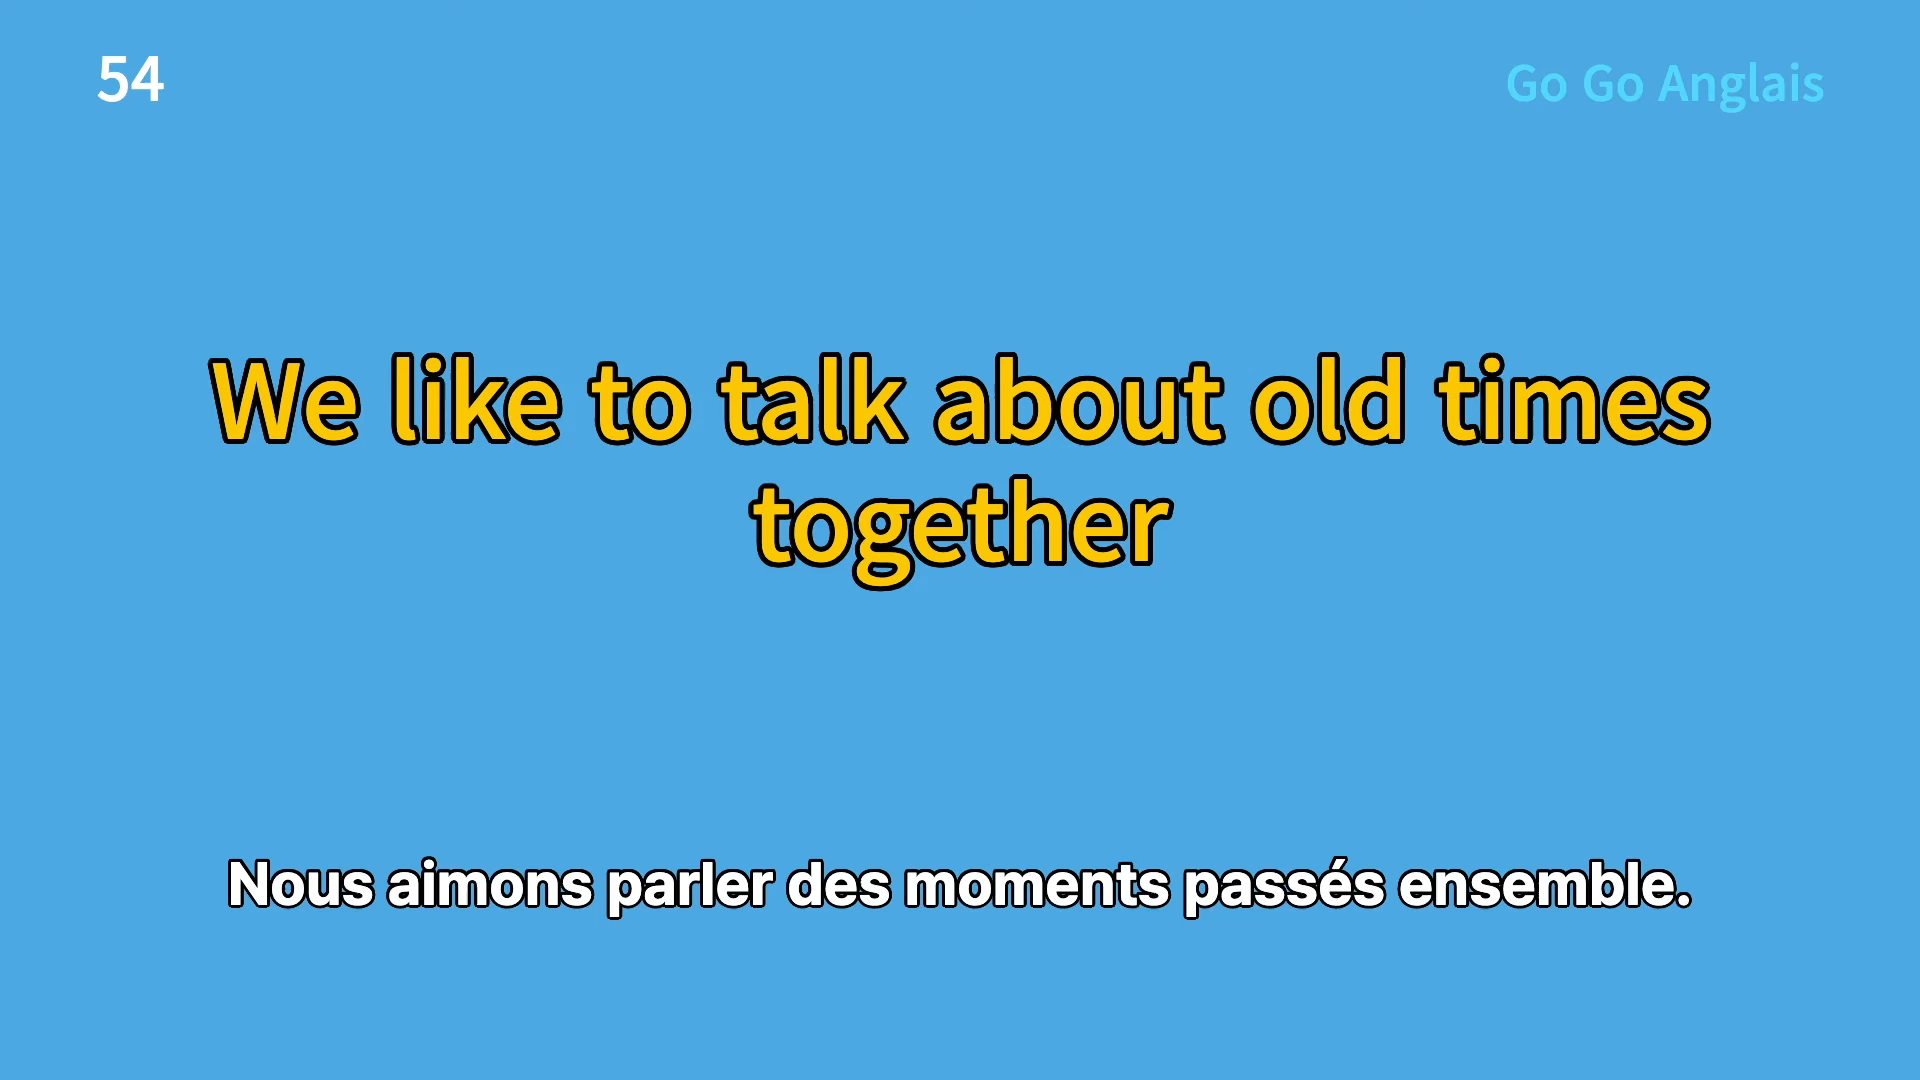 54
Go Go Anglais
We like to talk about old times
together
Nous aimons parler des moments passés ensemble.